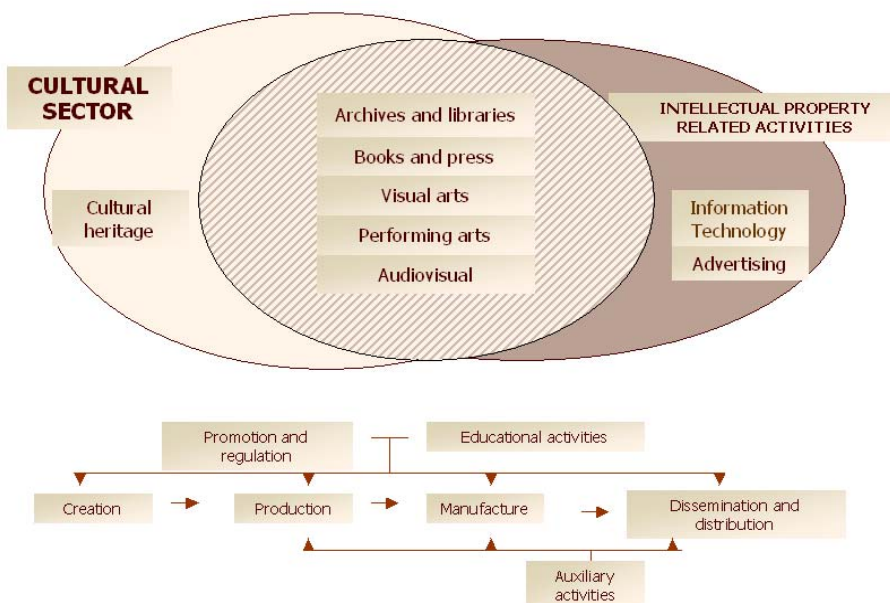 CULTURAL
SECTOR
Cultural
heritage
Archives and libraries
Books and press
Visual arts
Performing arts
Audiovisual
INTELLECTUAL PROPERTY
RELATED ACTIVITIES
Information
Technology
Advertising
Promotion and
regulation
Educational activities
Creation
Production
Manufacture
Dissemination and
distribution
Auxiliary
activities